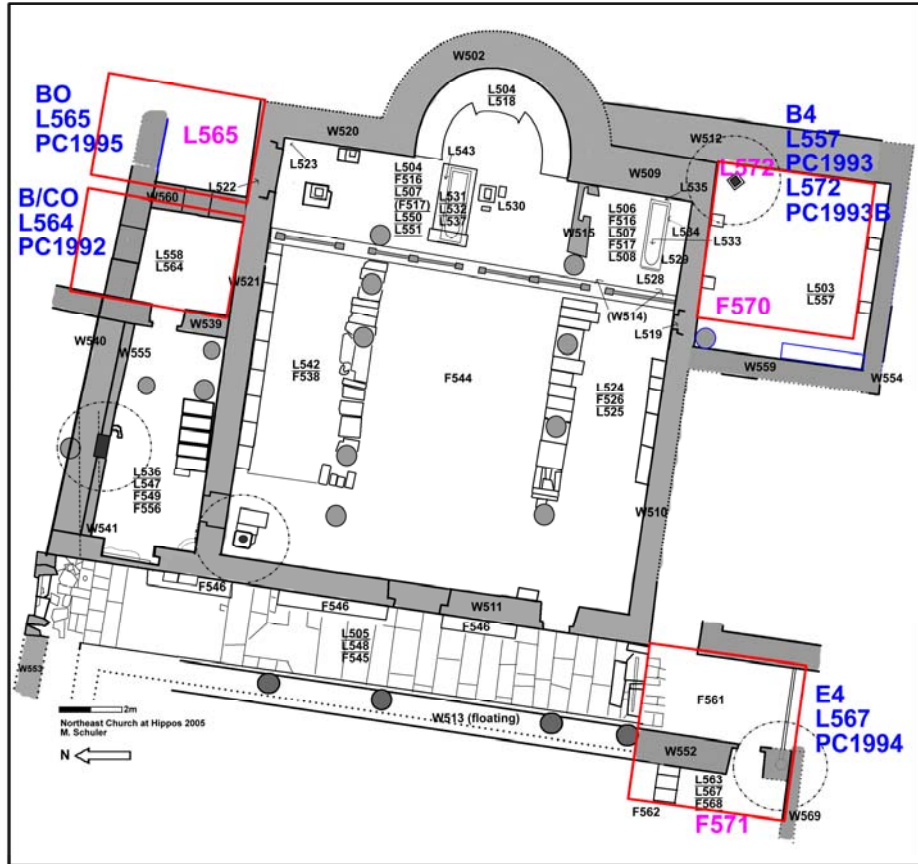 W502
BO
L565
PC1995
L565
B/CO
L564
PC1992
B4
L557
PC1993
L572
PC1993B
L572
F570
L504
L518
W520
W512
W509
L523
L543
L504
F516
L507
(F517)
L550
L551
L531
L532
L537
L530
L522
W560
L535
L506
F516
L507
F517
L508
W515
L534
L533
L529
L528
L503
L557
L558
L564
W521
W539
(W514)
L519
W540
W555
L542
F538
F544
L524
F526
L525
W559
W554
L536
L547
F549
F556
W541
W510
F546
F546
W511
F546
L505
L548
F545
W553
2m
Northeast Church at Hippos 2005
M. Schuler
N
W513 (floating)
F561
E4
L567
PC1994
W552
L563
L567
F568
F562
F571
W569